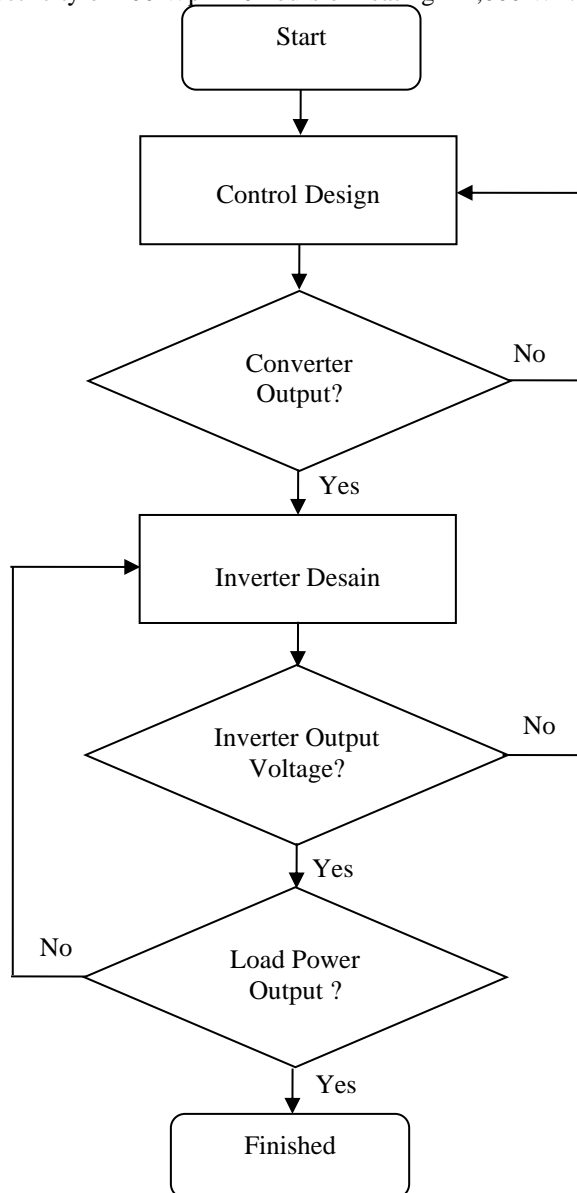 Start
Control Design
Converter
Output?
No
Yes
Inverter Desain
Inverter Output
Voltage?
No
Yes
Load Power
Output ?
No
Yes
Finished